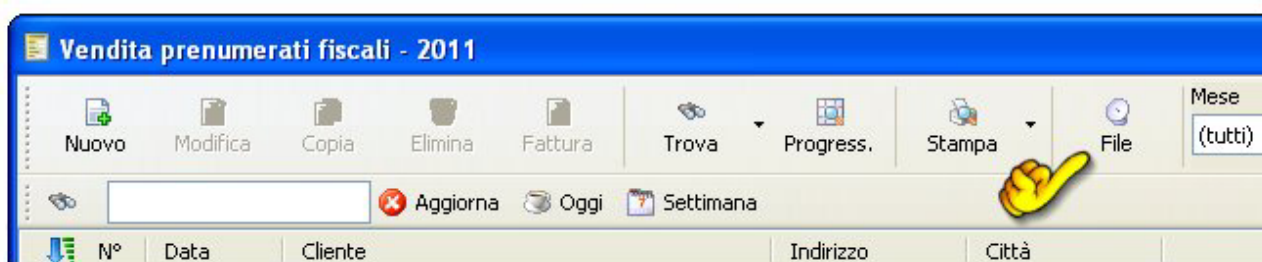 Vendita prenumerati fiscali - 2011
Mese
Nuovo Modifica Copia Elimina Fattura Trova Progress. Stampa File (tutti)
Aggiorna Oggi 7 Settimana
N° Data Cliente Indirizzo Città